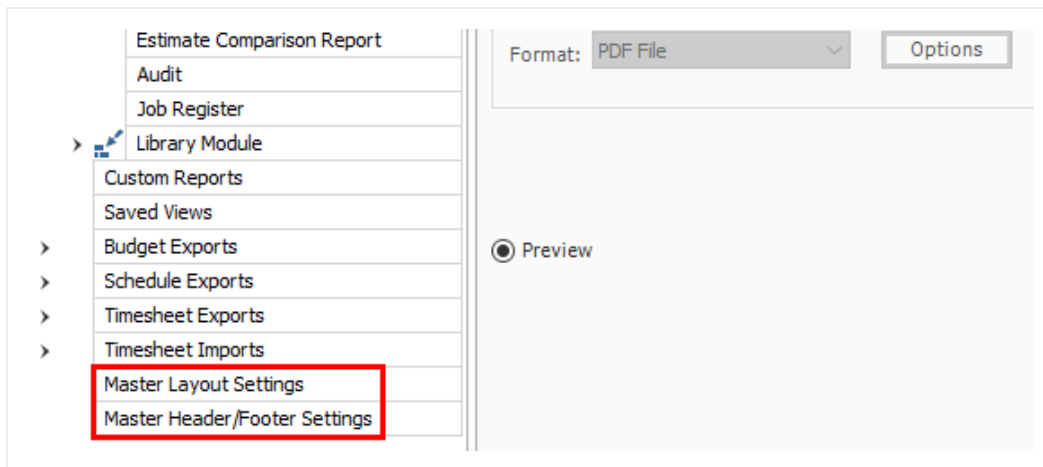 Estimate Comparison Report
Audit
Job Register
Library Module
Custom Reports
Saved Views
Budget Exports
Schedule Exports
Timesheet Exports
Timesheet Imports
Master Layout Settings
Master Header/Footer Settings
Format: PDF File Options
Preview